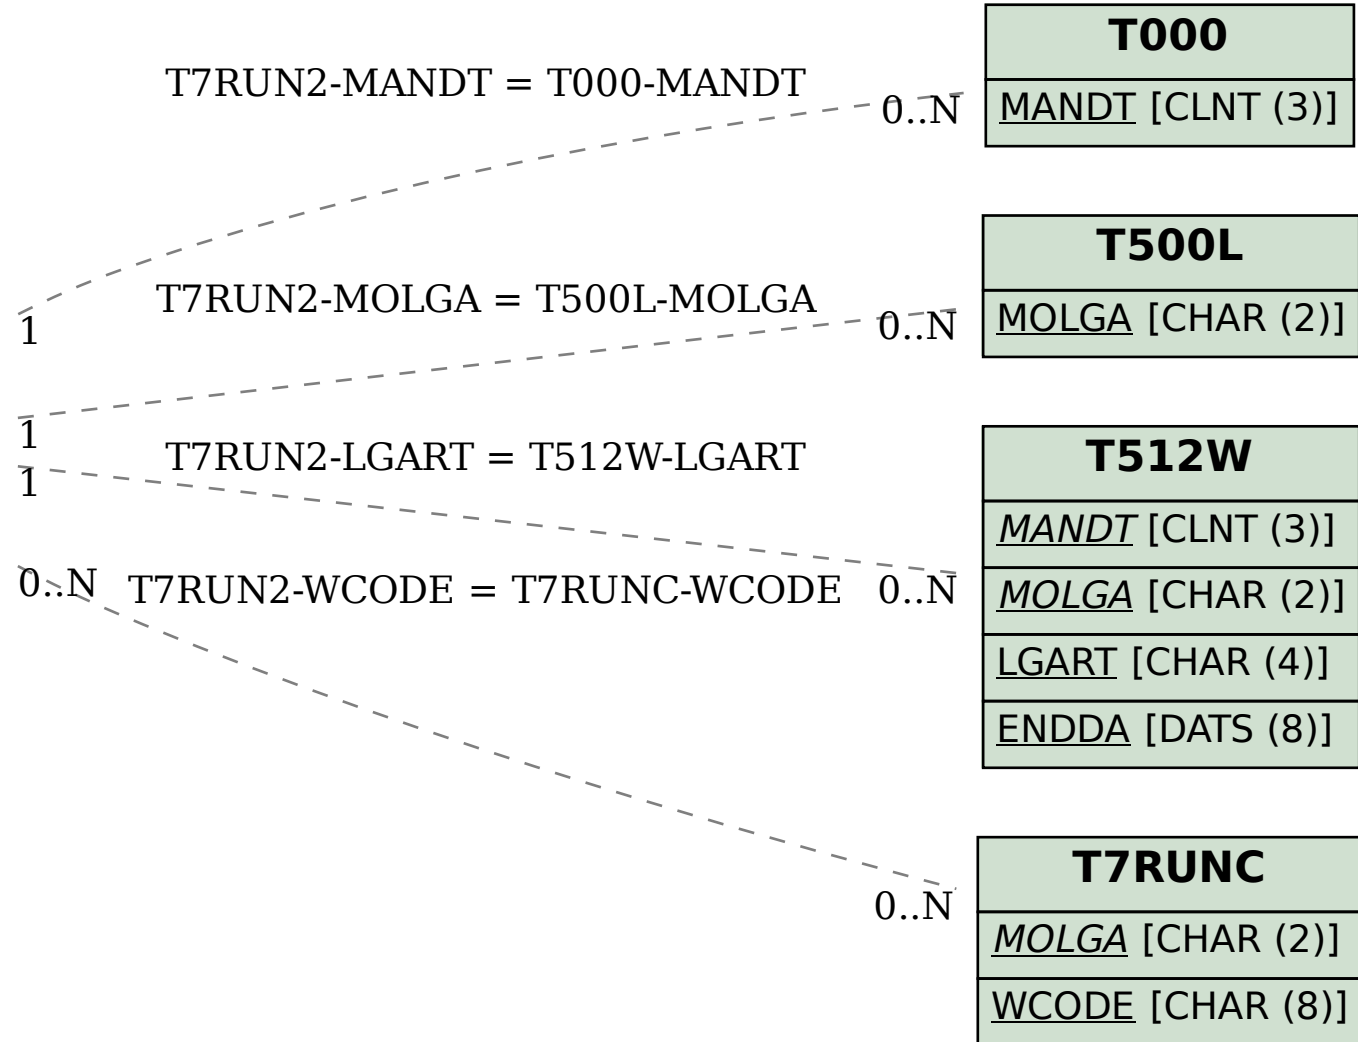 T000
T7RUN2-MANDT = T000-MANDT
0..N
MANDT [CLNT (3)]
T500L
T7RUN2-MOLGA = T500L-MOLGA
1
0..N
MOLGA [CHAR (2)]
1
T7RUN2-LGART = T512W-LGART
T512W
1
MANDT [CLNT (3)]
0..N
T7RUN2-WCODE = T7RUNC-WCODE
0..N
MOLGA [CHAR (2)]
LGART [CHAR (4)]
ENDDA [DATS (8)]
T7RUNC
0..N
MOLGA [CHAR (2)]
WCODE [CHAR (8)]